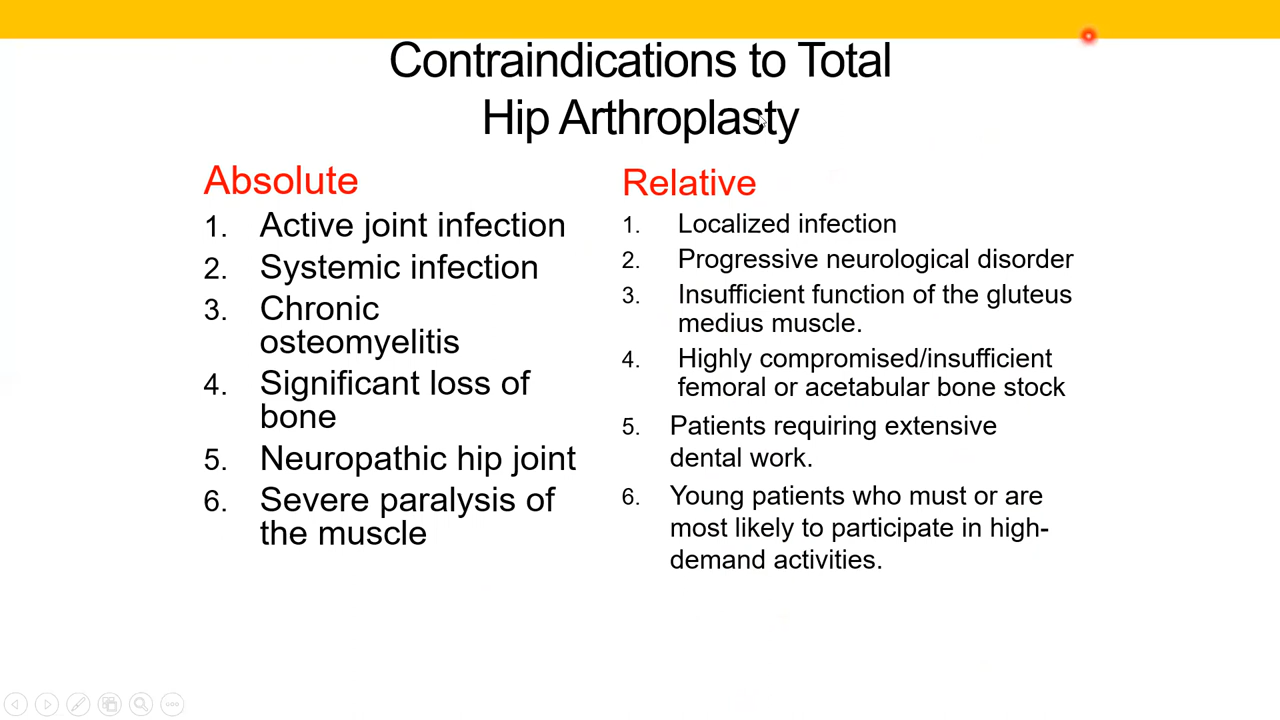 Contraindications to Total
Hip Arthroplasty
Absolute
1. Active joint infection
2. Systemic infection
3. Chronic
osteomyelitis
4. Significant loss of
bone
5. Neuropathic hip joint
6. Severe paralysis of
the muscle
Relative
1. Localized infection
2. Progressive neurological disorder
3. Insufficient function of the gluteus
medius muscle.
4. Highly compromised/insufficient
femoral or acetabular bone stock
5. Patients requiring extensive
dental work.
6. Young patients who must or are
most likely to participate in high-
demand activities.